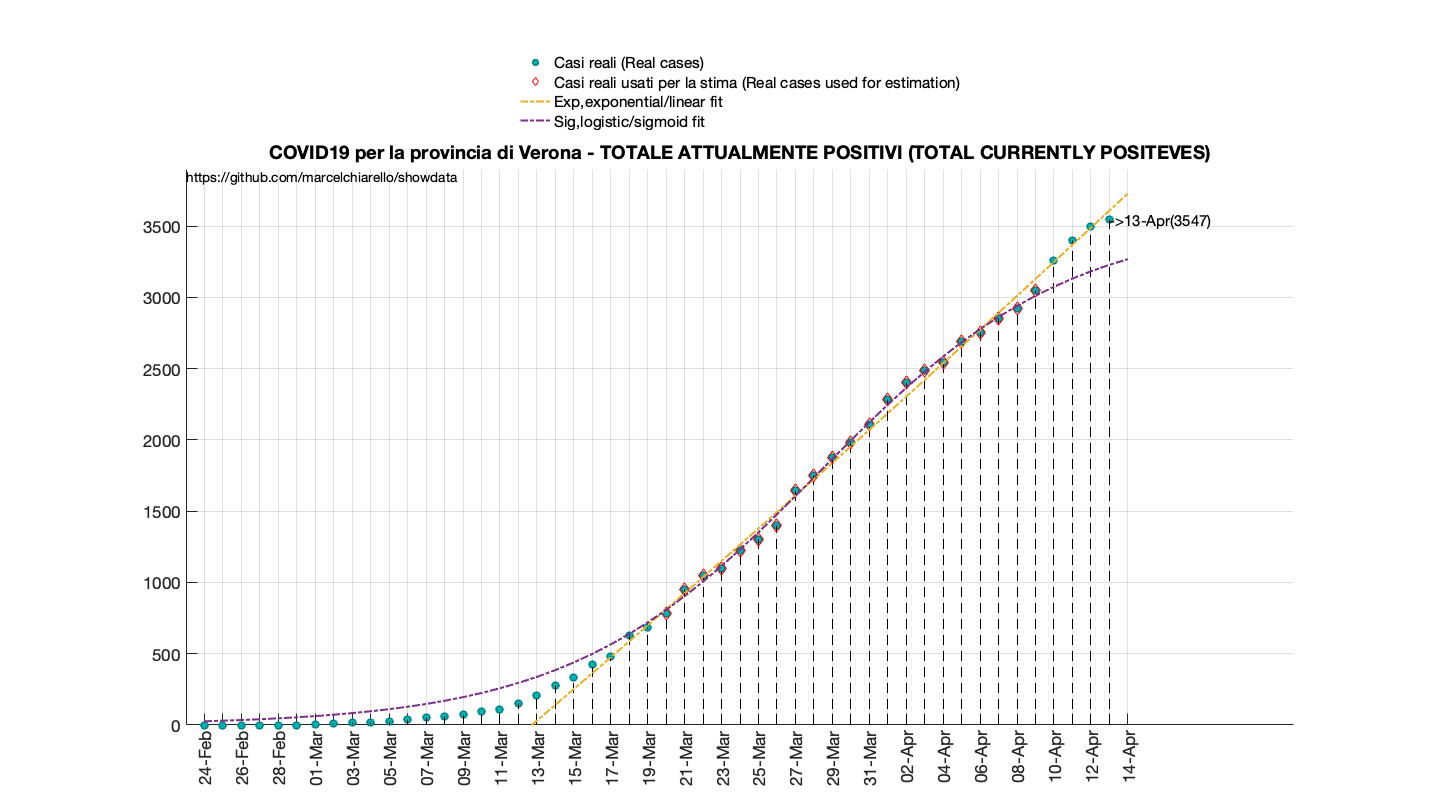 Casi reali (Real cases)
Casi reali usati per la stima (Real cases used for estimation)
Exp,exponential/linear fit
Sig,logistic/sigmoid fit
COVID19 per la provincia di Verona - TOTALE ATTUALMENTE POSITIVI (TOTAL CURRENTLY POSITEVES)
https://github.com/marcelchiarello/showdata
3500
->13-Apr(3547)
3000
2500
2000
1500
1000
500
0
24-Feb
26-Feb
28-Feb
01-Mar
03-Mar
05-Mar
07-Mar
09-Mar
11-Mar
13-Mar
15-Mar
17-Mar
19-Mar
21-Mar
23-Mar
25-Mar
27-Mar
29-Mar
31-Mar
02-Apr
04-Apr
06-Apr
08-Apr
10-Apr
12-Apr
14-Apr